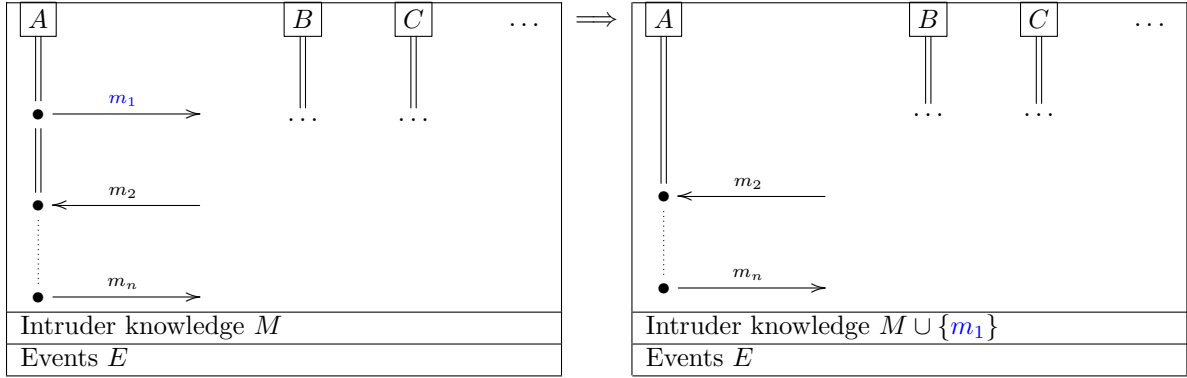 A B C … ⟹ A B C …
m₁ … … … …
m₂ m₂
mₙ mₙ
Intruder knowledge M Intruder knowledge M ∪ {m₁}
Events E Events E